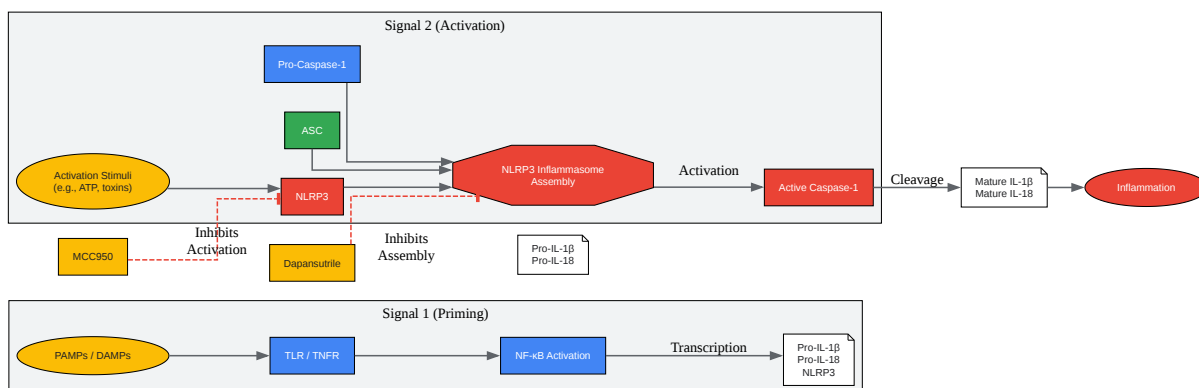 Signal 2 (Activation)
Pro-Caspase-1
ASC
Activation Stimuli
(e.g., ATP, toxins)
NLRP3
NLRP3 Inflammasome
Assembly
Activation
Active Caspase-1
Cleavage
Mature IL-1β
Mature IL-18
Inflammation
MCC950
Inhibits
Activation
Dapansutrile
Inhibits
Assembly
Pro-IL-1β
Pro-IL-18
Signal 1 (Priming)
PAMPs / DAMPs
TLR / TNFR
NF-κB Activation
Transcription
Pro-IL-1β
Pro-IL-18
NLRP3